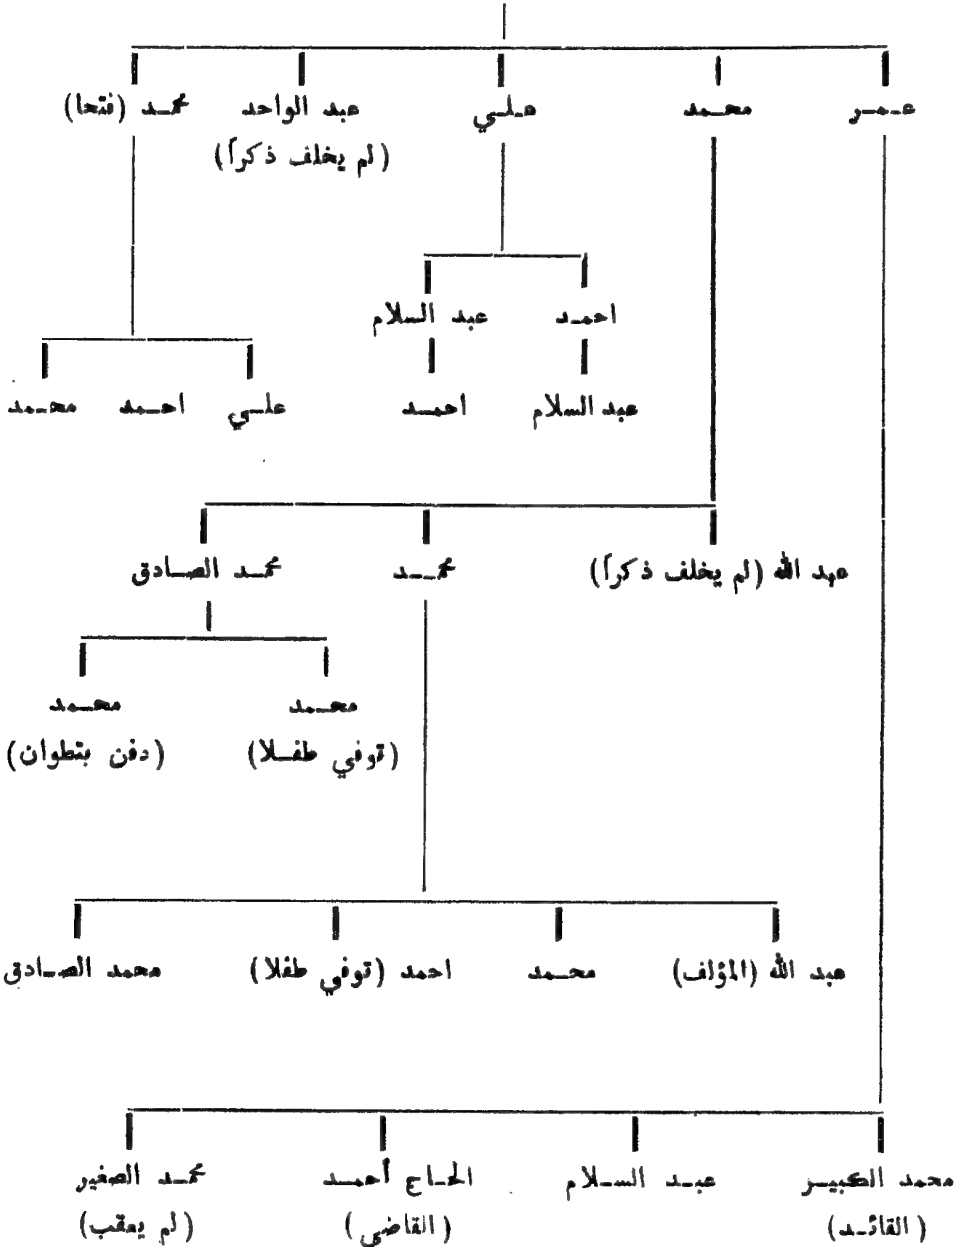 عمر محمد علي عبد الواحد محمد (فتحا)
(لم يخلف ذكراً)
احمد عبد السلام
عبد السلام احمد علي احمد محمد
عبد الله (لم يخلف ذكراً) محمد محمد الصادق
محمد محمد
(توفي طفلا) (دفن بتطوان)
عبد الله (المؤلف) محمد احمد (توفي طفلا) محمد الصادق
محمد الكبير عبد السلام الحاج أحمد محمد الصغير
(القائد) (القاضي) (لم يعقب)